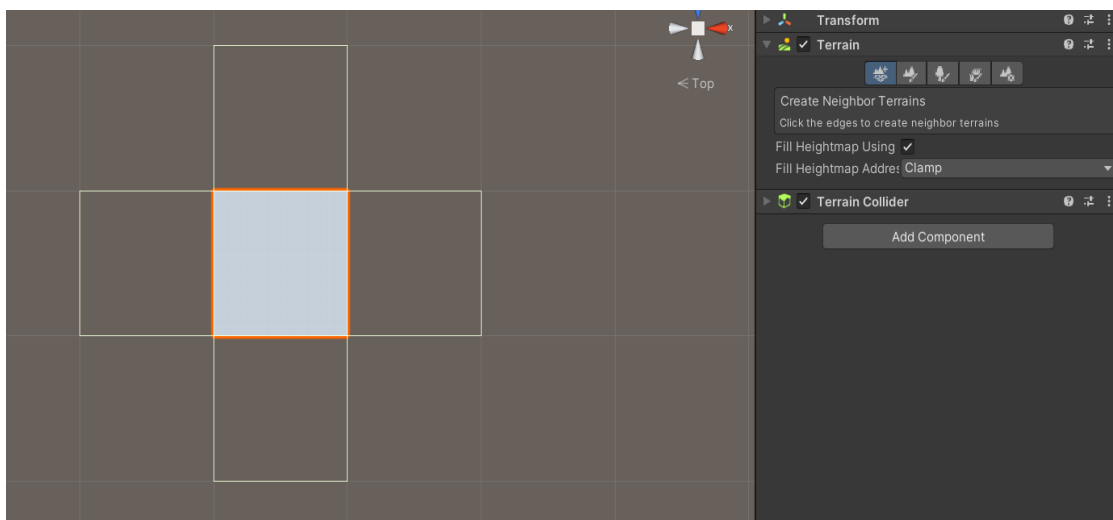 x
< Top
Transform
Terrain
Create Neighbor Terrains
Click the edges to create neighbor terrains
Fill Heightmap Using
Fill Heightmap Addre
Clamp
Terrain Collider
Add Component